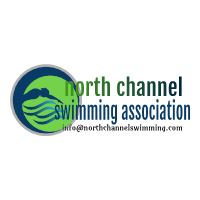 north channel
swimming association
info@northchannelswimming.com